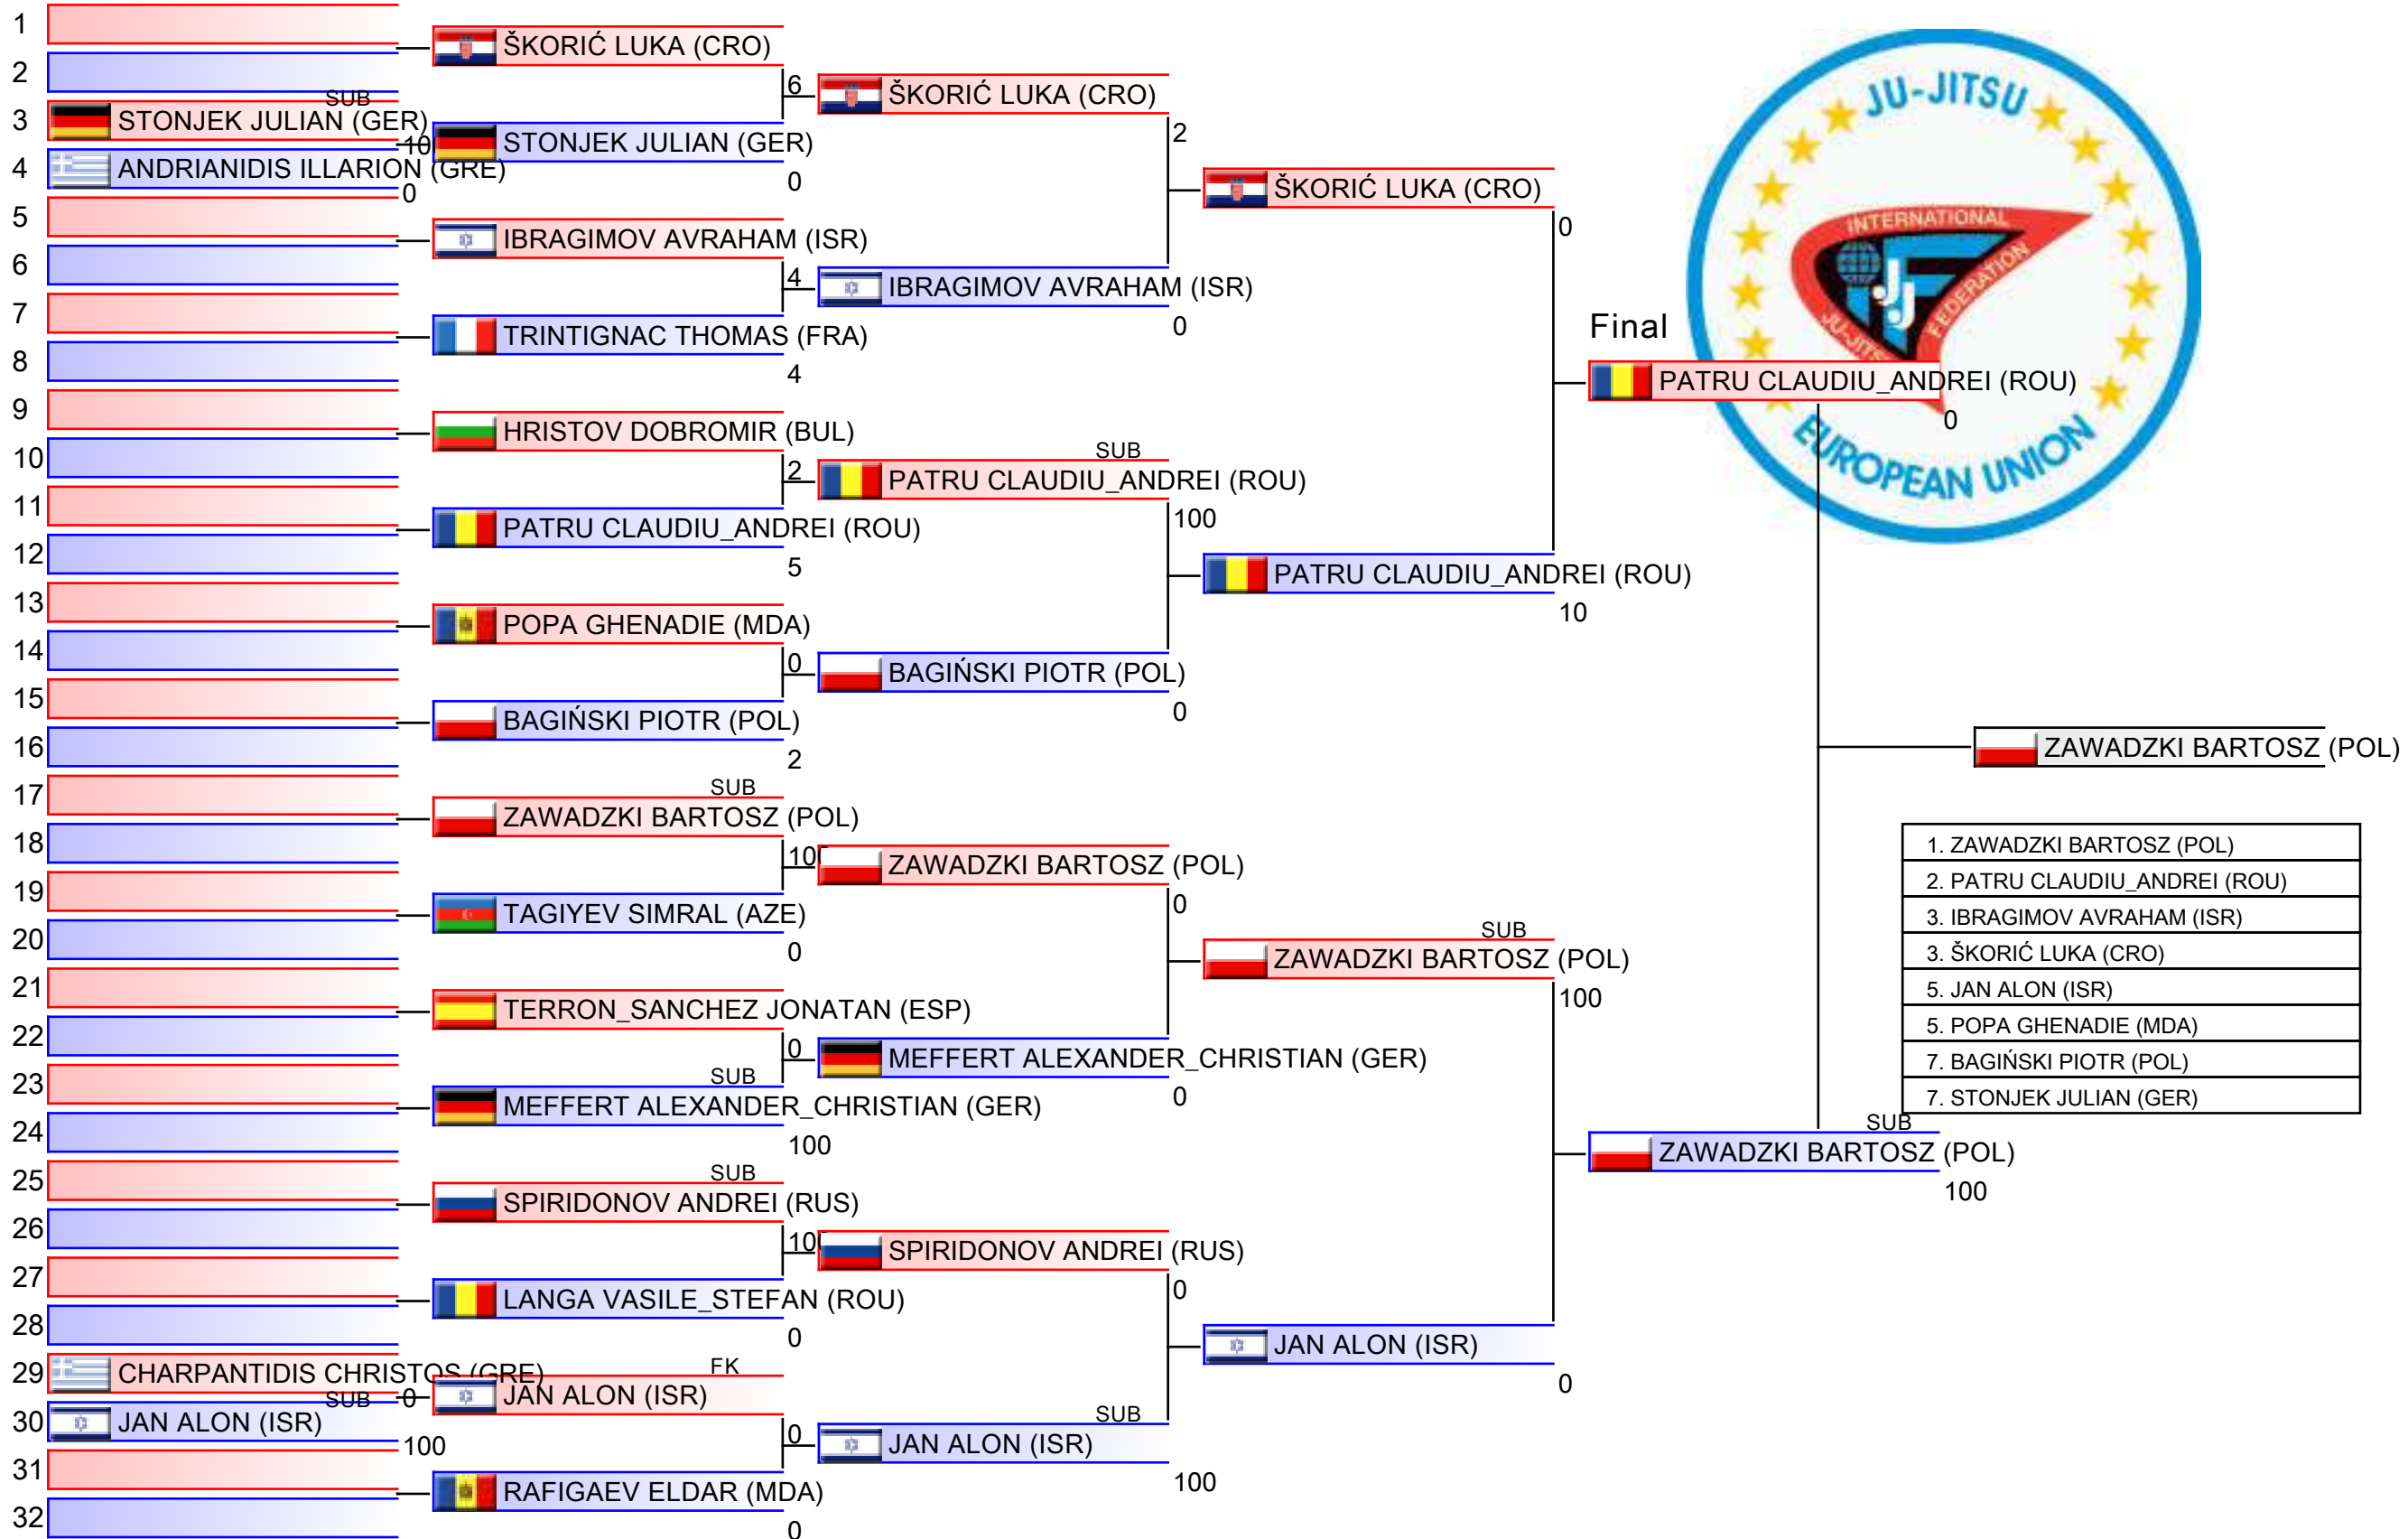 1
ŠKORIĆ LUKA (CRO)
2
6
ŠKORIĆ LUKA (CRO)
SUB
3
STONJEK JULIAN (GER)
STONJEK JULIAN (GER)
2
4
ANDRIANIDIS ILLARION (GRE)
0
0
ŠKORIĆ LUKA (CRO)
5
IBRAGIMOV AVRAHAM (ISR)
0
6
4
IBRAGIMOV AVRAHAM (ISR)
7
TRINTIGNAC THOMAS (FRA)
0
8
4
Final
PATRU CLAUDIU_ANDREI (ROU)
0
9
HRISTOV DOBROMIR (BUL)
10
2
SUB
PATRU CLAUDIU_ANDREI (ROU)
11
PATRU CLAUDIU_ANDREI (ROU)
100
12
5
PATRU CLAUDIU_ANDREI (ROU)
10
13
POPA GHENADIE (MDA)
14
0
BAGIŃSKI PIOTR (POL)
15
BAGIŃSKI PIOTR (POL)
0
16
2
ZAWADZKI BARTOSZ (POL)
17
SUB
ZAWADZKI BARTOSZ (POL)
18
ZAWADZKI BARTOSZ (POL)
19
TAGIYEV SIMRAL (AZE)
0
20
0
SUB
ZAWADZKI BARTOSZ (POL)
100
21
TERRON_SANCHEZ JONATAN (ESP)
22
0
MEFFERT ALEXANDER_CHRISTIAN (GER)
23
SUB
MEFFERT ALEXANDER_CHRISTIAN (GER)
0
24
100
SUB
ZAWADZKI BARTOSZ (POL)
100
25
SUB
SPIRIDONOV ANDREI (RUS)
26
SPIRIDONOV ANDREI (RUS)
27
LANGA VASILE_STEFAN (ROU)
0
28
0
JAN ALON (ISR)
0
29
CHARPANTIDIS CHRISTOS (GRE)
0
FK
JAN ALON (ISR)
30
SUB
JAN ALON (ISR)
100
0
SUB
JAN ALON (ISR)
31
RAFIGAEV ELDAR (MDA)
100
32
0
1. ZAWADZKI BARTOSZ (POL)
2. PATRU CLAUDIU_ANDREI (ROU)
3. IBRAGIMOV AVRAHAM (ISR)
3. ŠKORIĆ LUKA (CRO)
5. JAN ALON (ISR)
5. POPA GHENADIE (MDA)
7. BAGIŃSKI PIOTR (POL)
7. STONJEK JULIAN (GER)
JU-JITSU
INTERNATIONAL
FEDERATION
EUROPEAN UNION